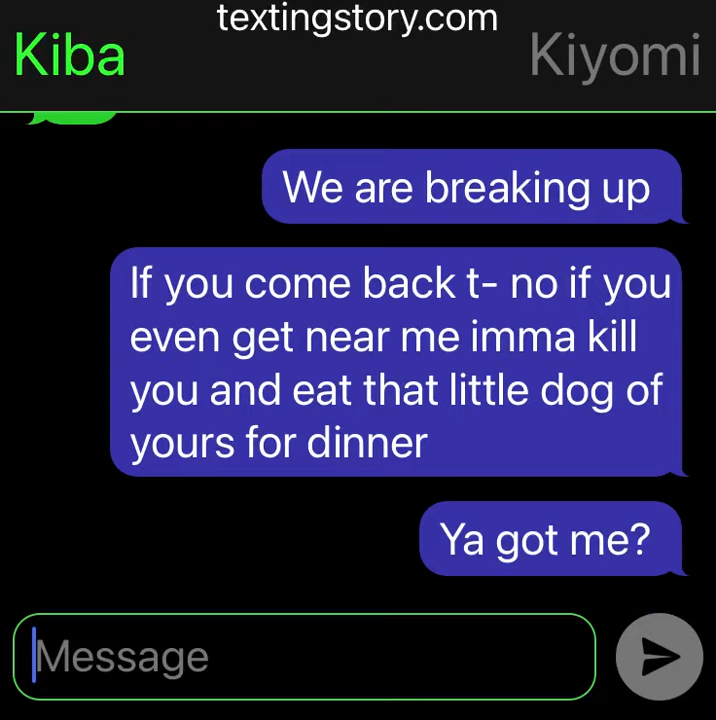 textingstory.com
Kiba
Kiyomi
We are breaking up
If you come back t- no if you
even get near me imma kill
you and eat that little dog of
yours for dinner
Ya got me?
Message